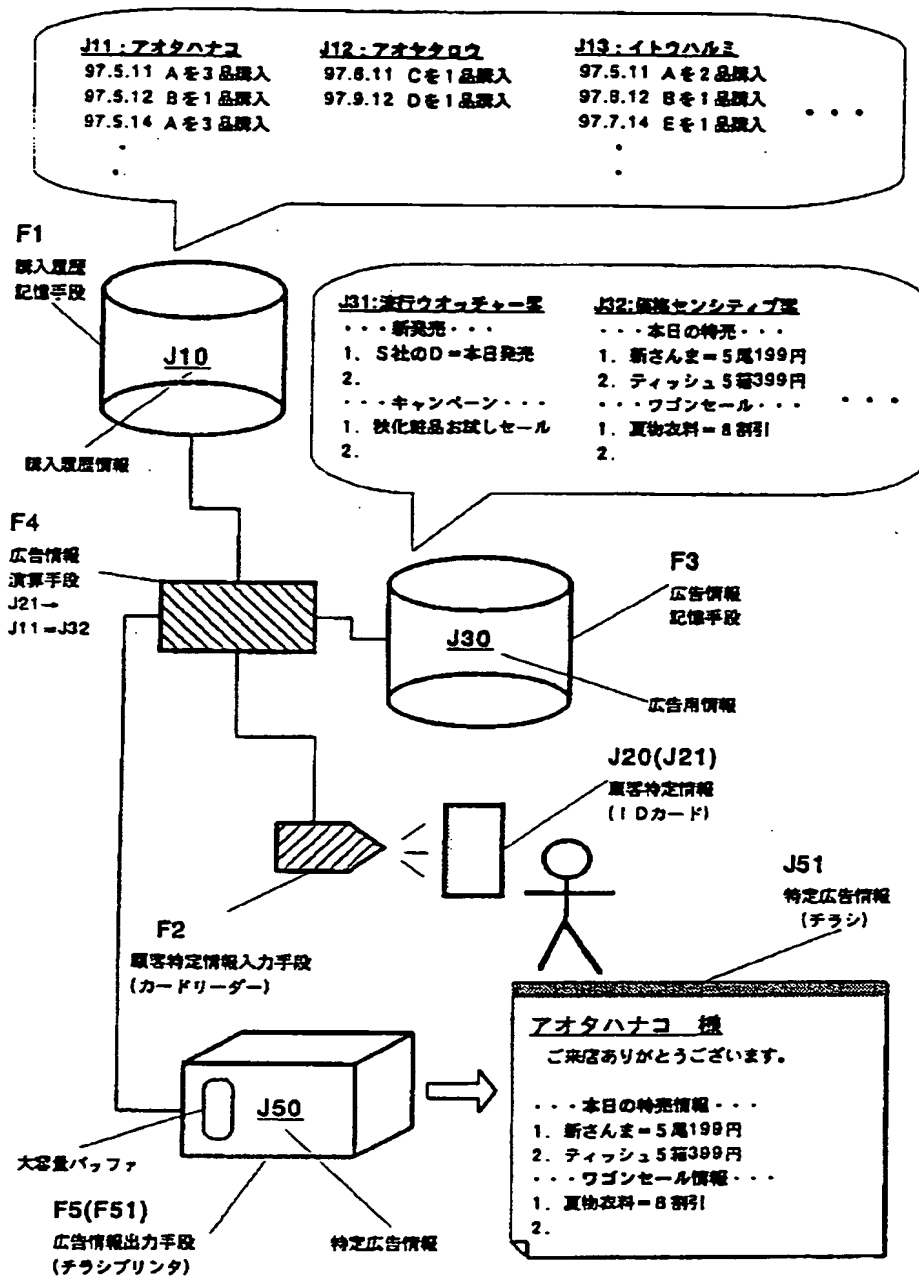 J11:アオタハナコ
97.5.11 Aを3品購入
97.5.12 Bを1品購入
97.5.14 Aを3品購入
J12:アオヤタロウ
97.6.11 Cを1品購入
97.9.12 Dを1品購入
J13:イトウハルミ
97.5.11 Aを2品購入
97.6.12 Bを1品購入
97.7.14 Eを1品購入
・・・
F1
購入履歴
記憶手段
J10
購入履歴情報
J31:流行ウオッチャー客
・・・新発売・・・
1. S社のD=本日発売
2.
・・・キャンペーン・・・
1. 秋化粧品お試しセール
2.
J32:価格センシティブ客
・・・本日の特売・・・
1. 新さんま=5尾199円
2. ティッシュ5箱399円
・・・ワゴンセール・・・
1. 夏物衣料=8割引
2.
・・・
F4
広告情報
演算手段
J21→
J11=J32
F3
広告情報
記憶手段
J30
広告用情報
J20(J21)
顧客特定情報
(IDカード)
F2
顧客特定情報入力手段
(カードリーダー)
J51
特定広告情報
(チラシ)
アオタハナコ 様
ご来店ありがとうございます。
・・・本日の特売情報・・・
1. 新さんま=5尾199円
2. ティッシュ5箱399円
・・・ワゴンセール情報・・・
1. 夏物衣料=8割引
2.
J50
大容量バッファ
F5(F51)
広告情報出力手段
(チラシプリンタ)
特定広告情報